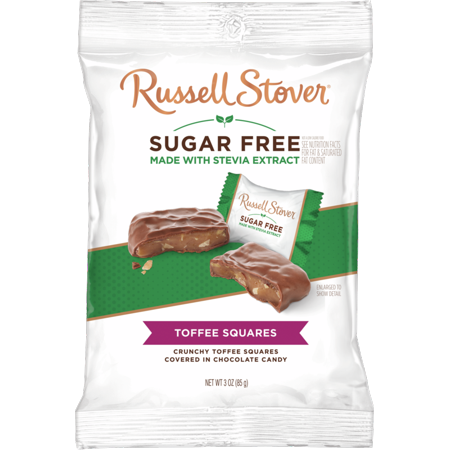 Russell Stover®
SUGAR FREE
MADE WITH STEVIA EXTRACT
SEE NUTRITION FACTS
FOR FAT & SATURATED
FAT CONTENT
Russell Stover
SUGAR FREE
MADE WITH STEVIA EXTRACT
ENLARGED TO
SHOW DETAIL
TOFFEE SQUARES
CRUNCHY TOFFEE SQUARES
COVERED IN CHOCOLATE CANDY
NET WT 3 OZ (85 g)